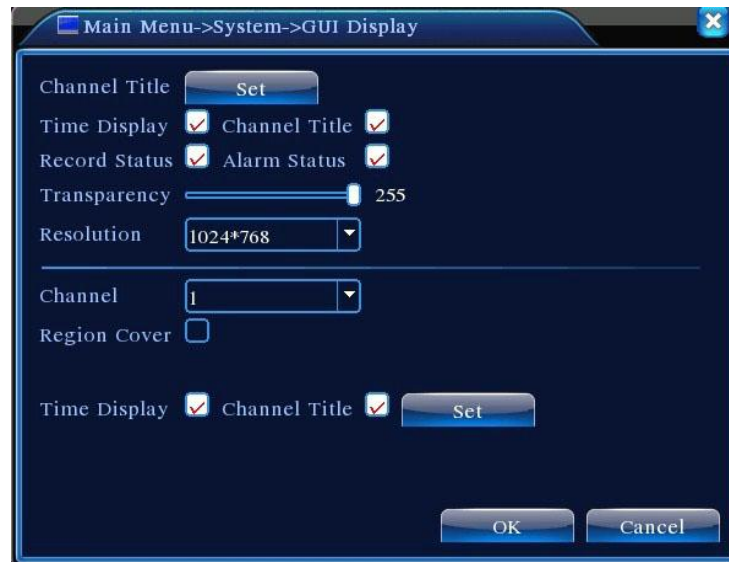 Main Menu->System->GUI Display
Channel Title Set
Time Display Channel Title
Record Status Alarm Status
Transparency 255
Resolution 1024*768
Channel 1
Region Cover
Time Display Channel Title Set
OK Cancel